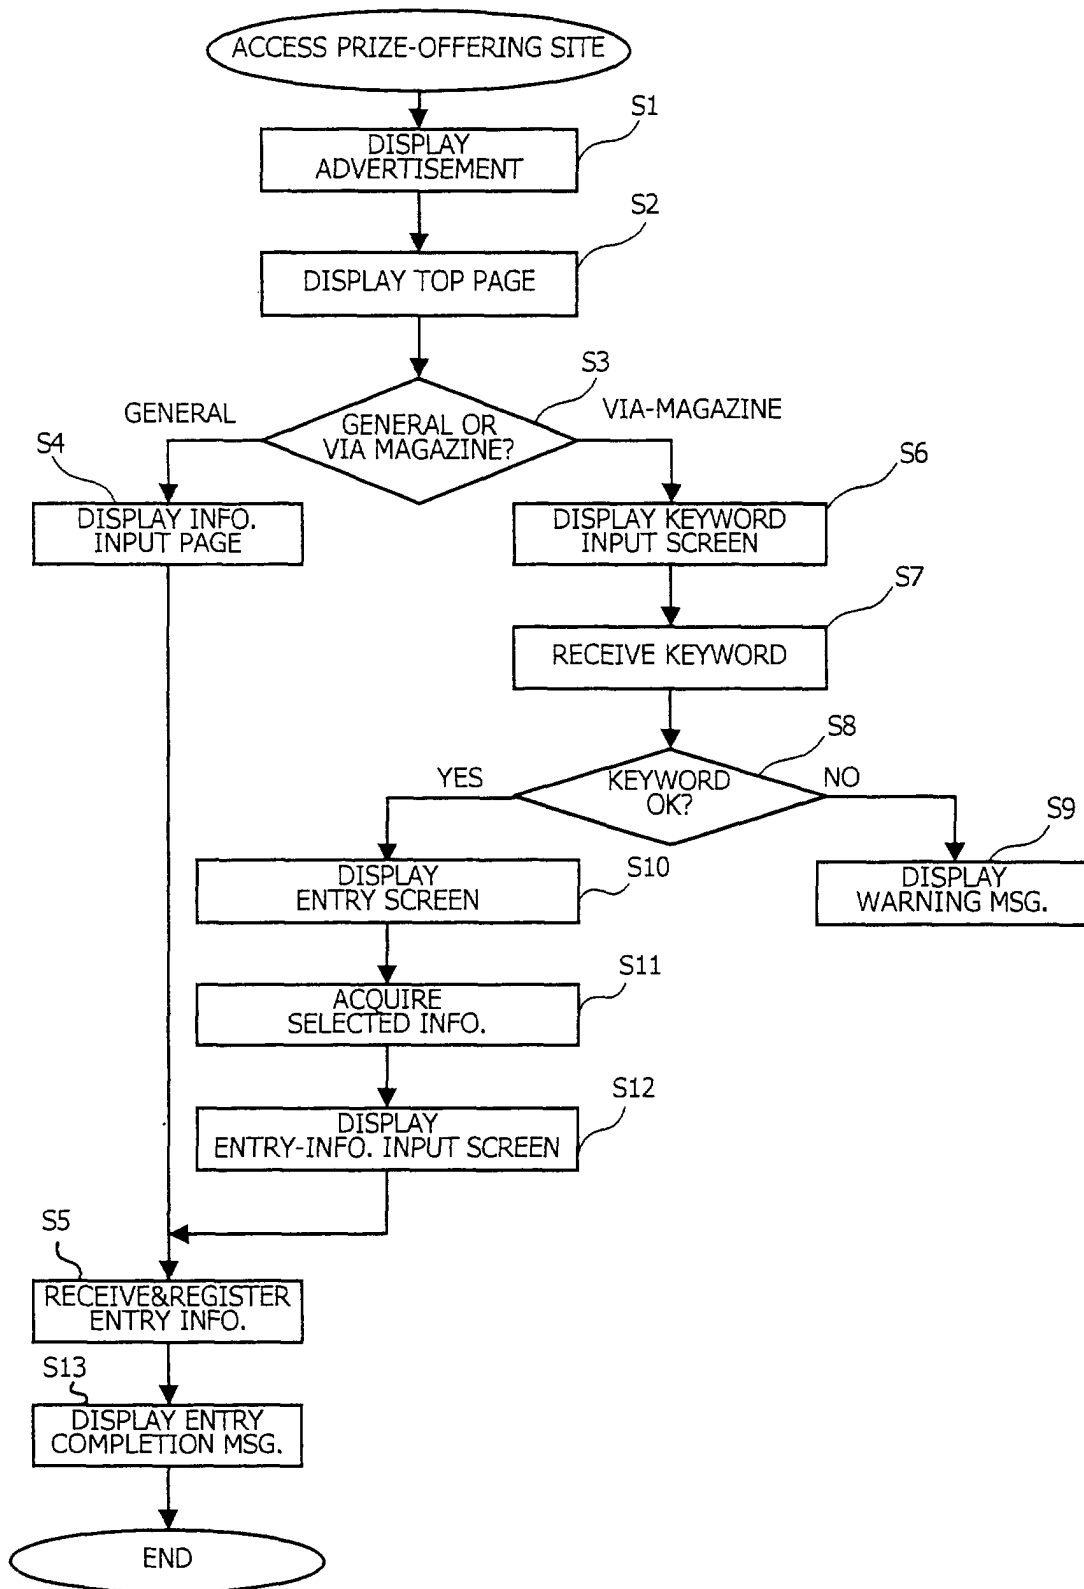 ACCESS PRIZE-OFFERING SITE
S1
DISPLAY
ADVERTISEMENT
S2
DISPLAY TOP PAGE
S3
GENERAL
VIA-MAGAZINE
GENERAL OR
VIA MAGAZINE?
S4
S6
DISPLAY INFO.
INPUT PAGE
DISPLAY KEYWORD
INPUT SCREEN
S7
RECEIVE KEYWORD
S8
YES
KEYWORD
OK?
NO
S9
S10
DISPLAY
ENTRY SCREEN
DISPLAY
WARNING MSG.
S11
ACQUIRE
SELECTED INFO.
S12
DISPLAY
ENTRY-INFO. INPUT SCREEN
S5
RECEIVE&REGISTER
ENTRY INFO.
S13
DISPLAY ENTRY
COMPLETION MSG.
END